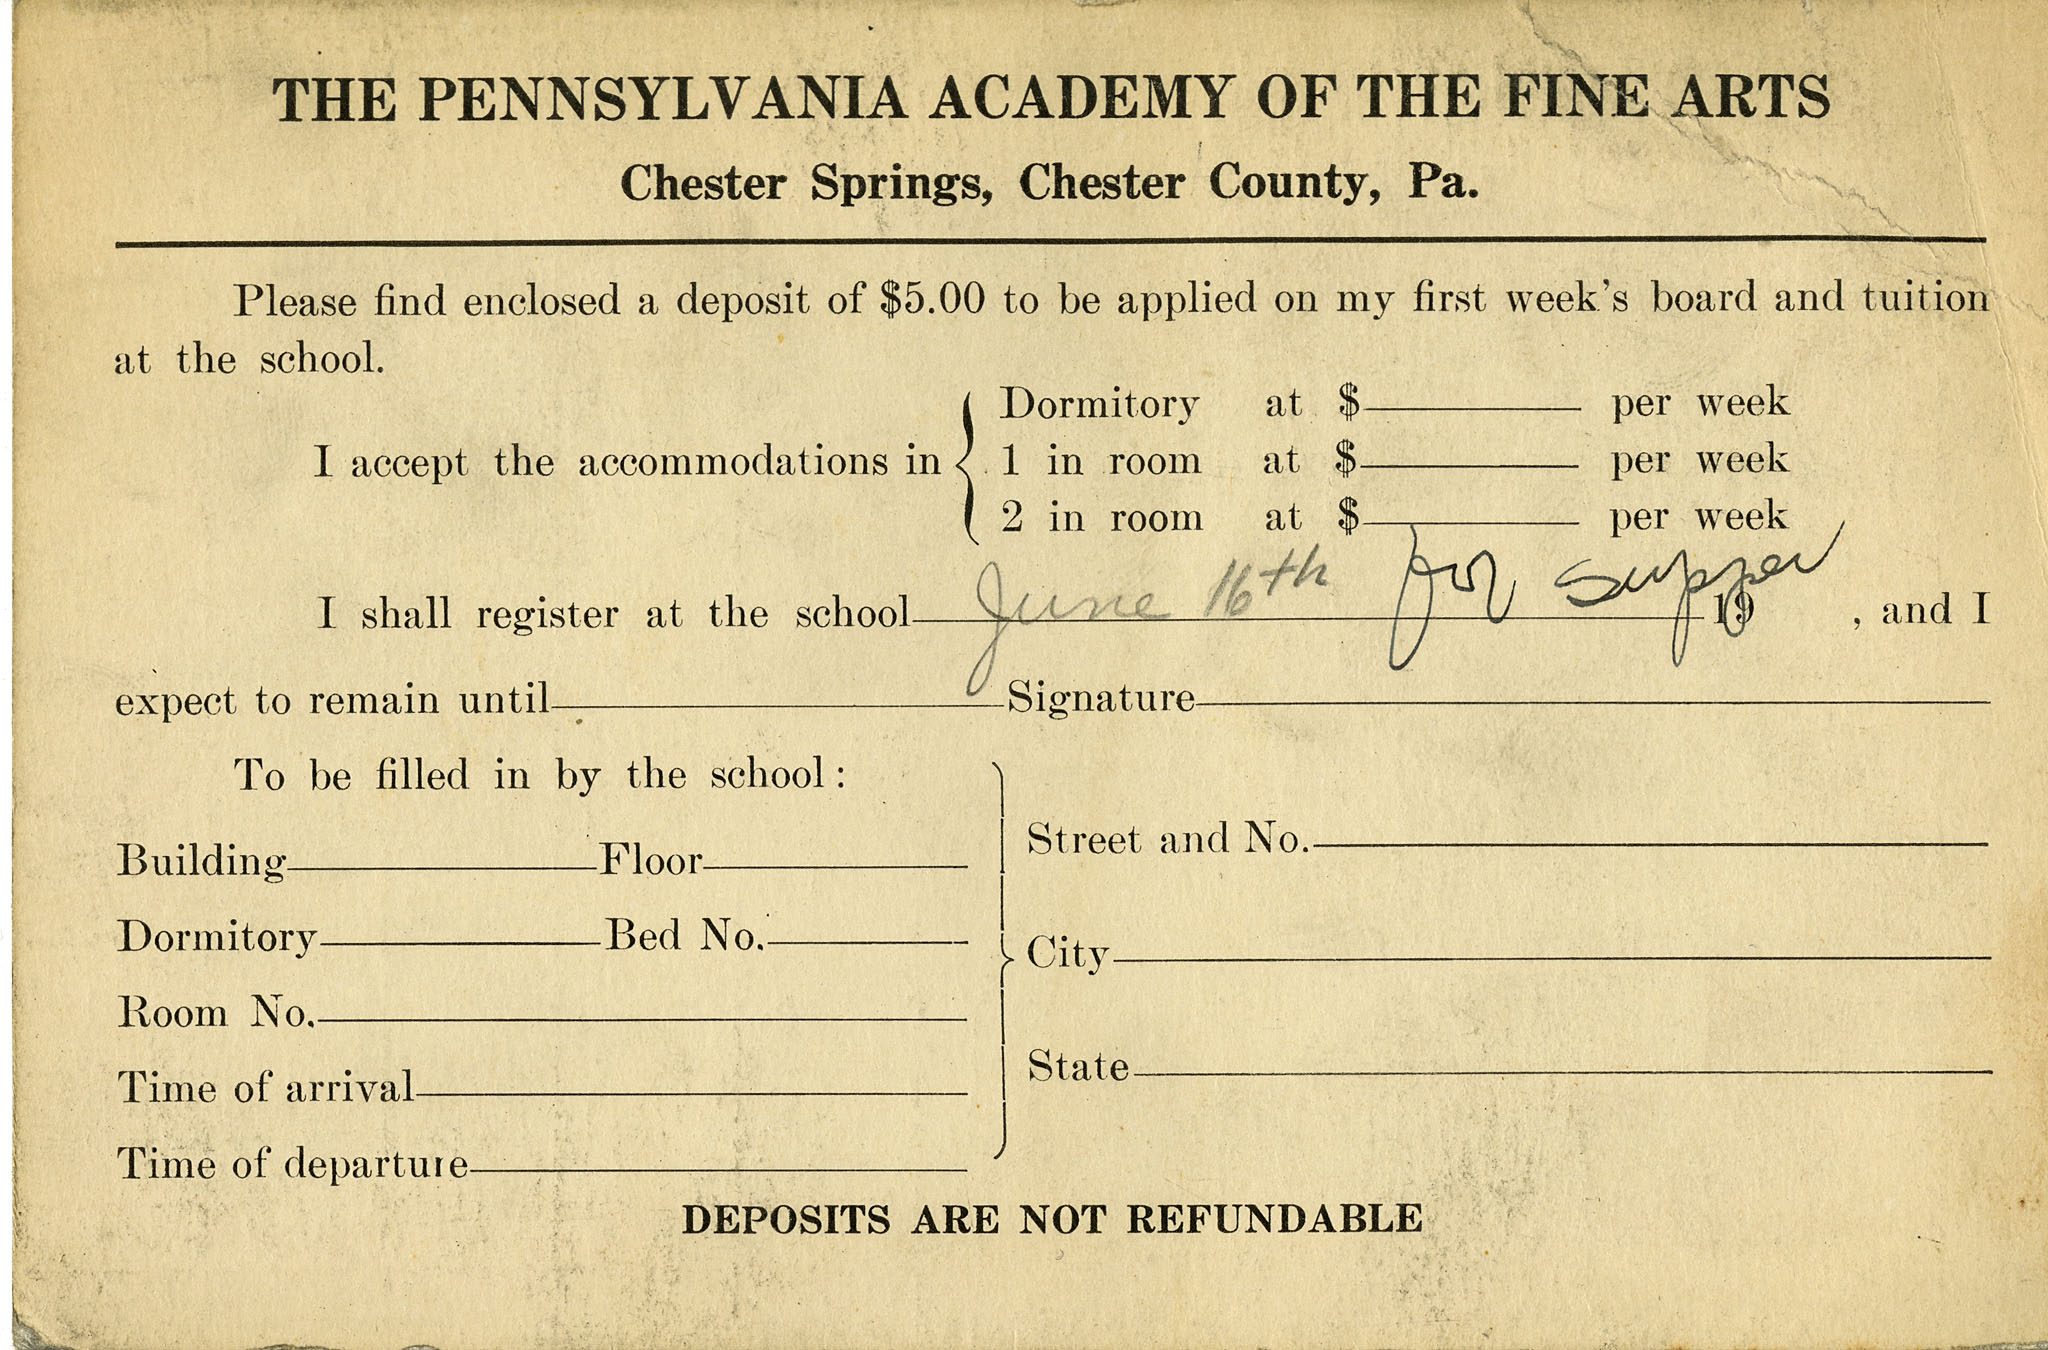 THE PENNSYLVANIA ACADEMY OF THE FINE ARTS
Chester Springs, Chester County, Pa.
Please find enclosed a deposit of $5.00 to be applied on my first week's board and tuition
at the school.
I accept the accommodations in
Dormitory at $ per week
1 in room at $ per week
2 in room at $ per week
I shall register at the school June 16th for supper 19 , and I
expect to remain until Signature
To be filled in by the school:
Building Floor
Dormitory Bed No.
Room No.
Time of arrival
Time of departure
Street and No.
City
State
DEPOSITS ARE NOT REFUNDABLE